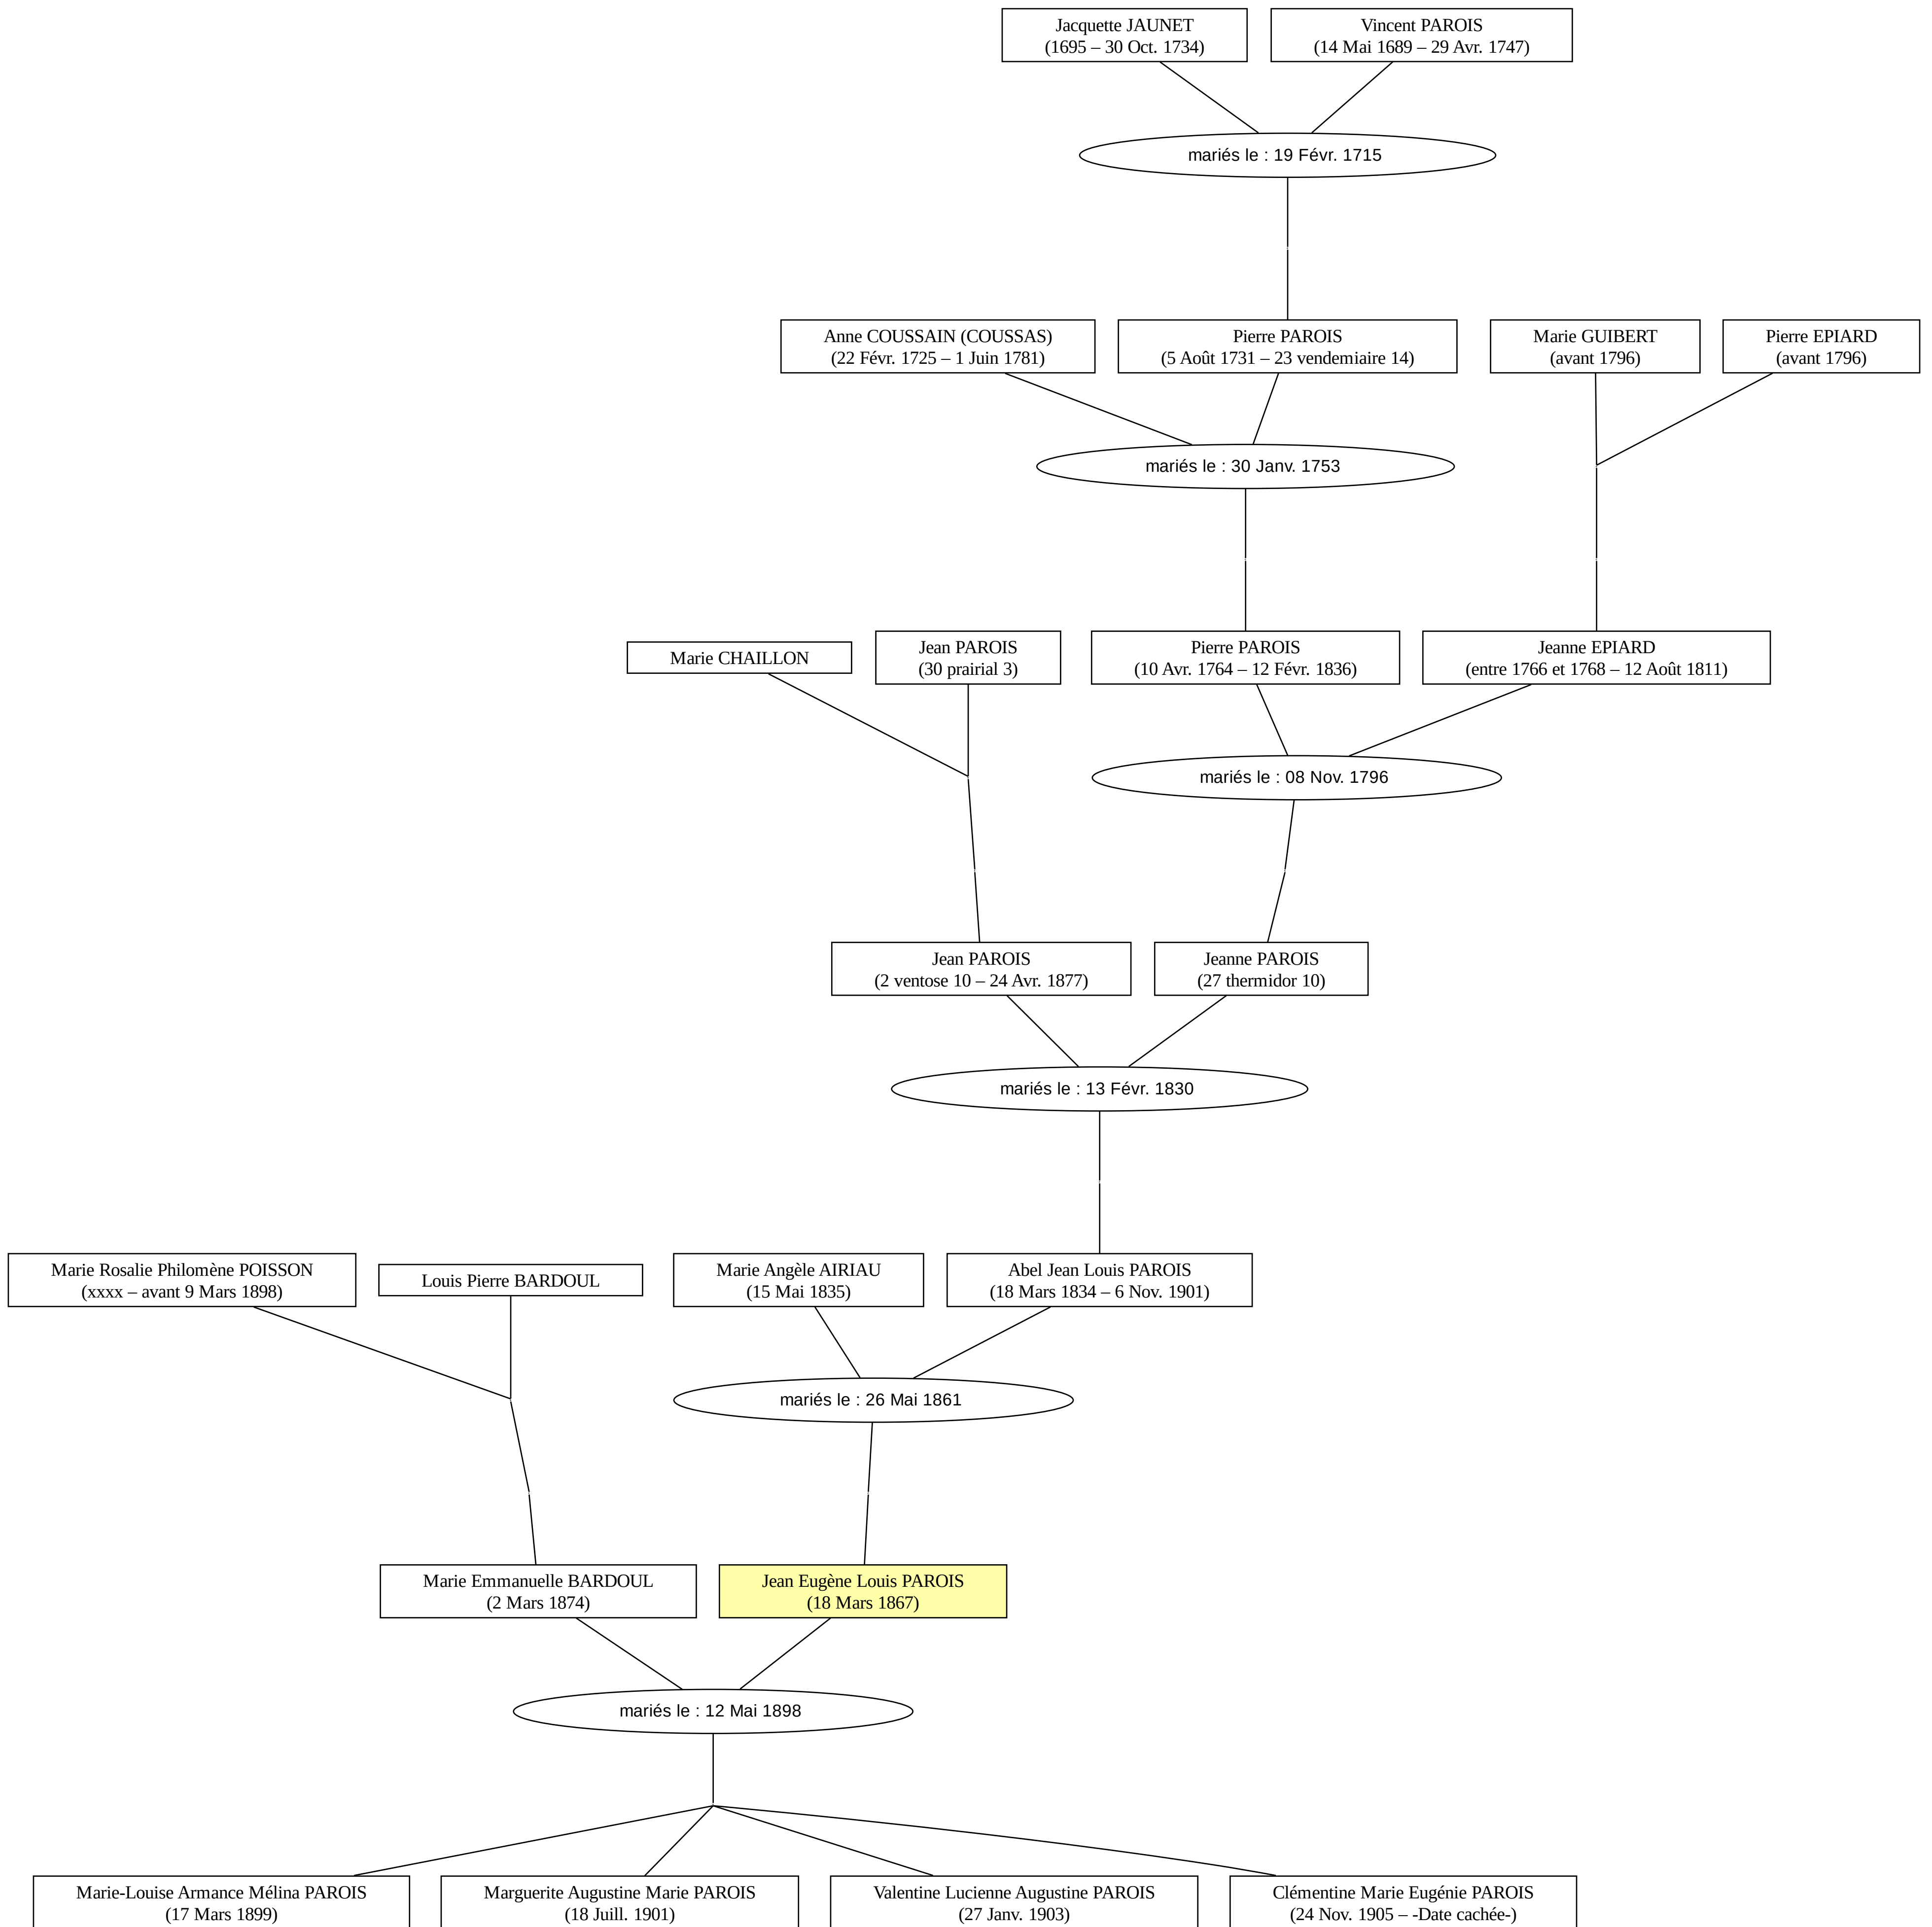 Jacquette JAUNET
(1695 – 30 Oct. 1734)
Vincent PAROIS
(14 Mai 1689 – 29 Avr. 1747)
mariés le : 19 Févr. 1715
Anne COUSSAIN (COUSSAS)
(22 Févr. 1725 – 1 Juin 1781)
Pierre PAROIS
(5 Août 1731 – 23 vendemiaire 14)
Marie GUIBERT
(avant 1796)
Pierre EPIARD
(avant 1796)
mariés le : 30 Janv. 1753
Marie CHAILLON
Jean PAROIS
(30 prairial 3)
Pierre PAROIS
(10 Avr. 1764 – 12 Févr. 1836)
Jeanne EPIARD
(entre 1766 et 1768 – 12 Août 1811)
mariés le : 08 Nov. 1796
Jean PAROIS
(2 ventose 10 – 24 Avr. 1877)
Jeanne PAROIS
(27 thermidor 10)
mariés le : 13 Févr. 1830
Marie Rosalie Philomène POISSON
(xxxx – avant 9 Mars 1898)
Louis Pierre BARDOUL
Marie Angèle AIRIAU
(15 Mai 1835)
Abel Jean Louis PAROIS
(18 Mars 1834 – 6 Nov. 1901)
mariés le : 26 Mai 1861
Marie Emmanuelle BARDOUL
(2 Mars 1874)
Jean Eugène Louis PAROIS
(18 Mars 1867)
mariés le : 12 Mai 1898
Marie-Louise Armance Mélina PAROIS
(17 Mars 1899)
Marguerite Augustine Marie PAROIS
(18 Juill. 1901)
Valentine Lucienne Augustine PAROIS
(27 Janv. 1903)
Clémentine Marie Eugénie PAROIS
(24 Nov. 1905 – -Date cachée-)